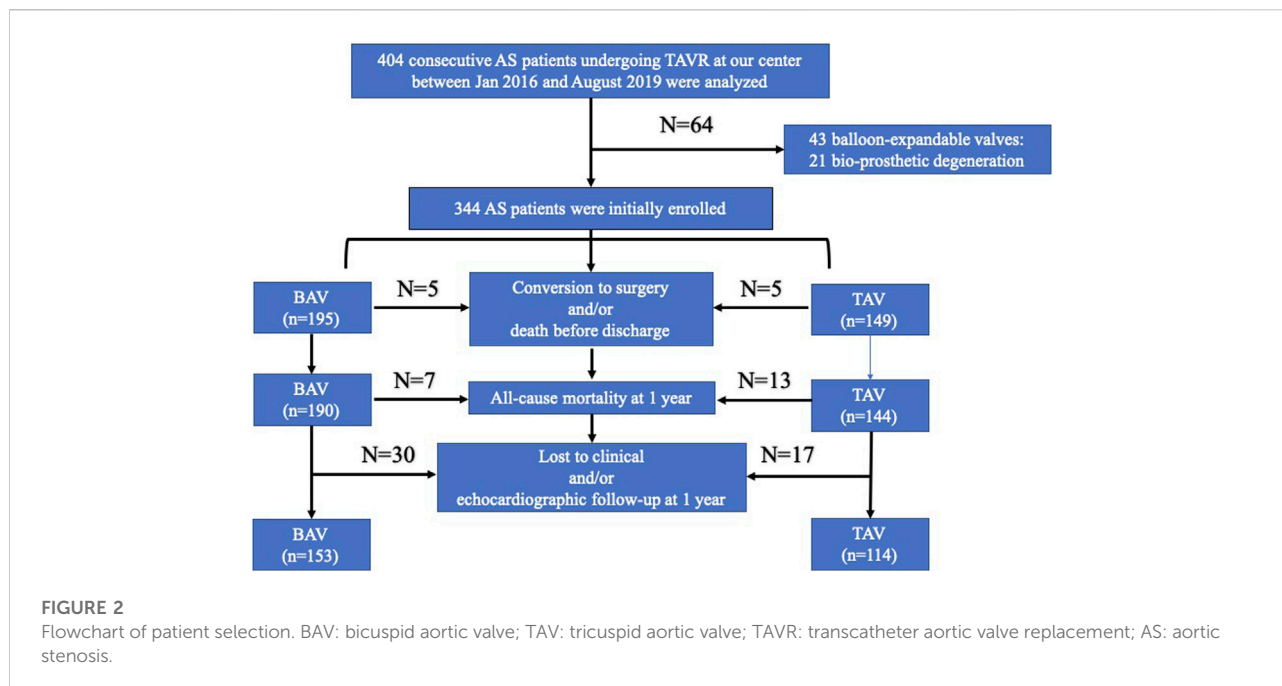 404 consecutive AS patients undergoing TAVR at our center
between Jan 2016 and August 2019 were analyzed
N=64
43 balloon-expandable valves:
21 bio-prosthetic degeneration
344 AS patients were initially enrolled
BAV
(n=195)
N=5
Conversion to surgery
and/or
death before discharge
N=5
TAV
(n=149)
BAV
(n=190)
N=7
All-cause mortality at 1 year
N=13
TAV
(n=144)
N=30
Lost to clinical
and/or
echocardiographic follow-up at 1 year
N=17
BAV
(n=153)
TAV
(n=114)
FIGURE 2
Flowchart of patient selection. BAV: bicuspid aortic valve; TAV: tricuspid aortic valve; TAVR: transcatheter aortic valve replacement; AS: aortic
stenosis.